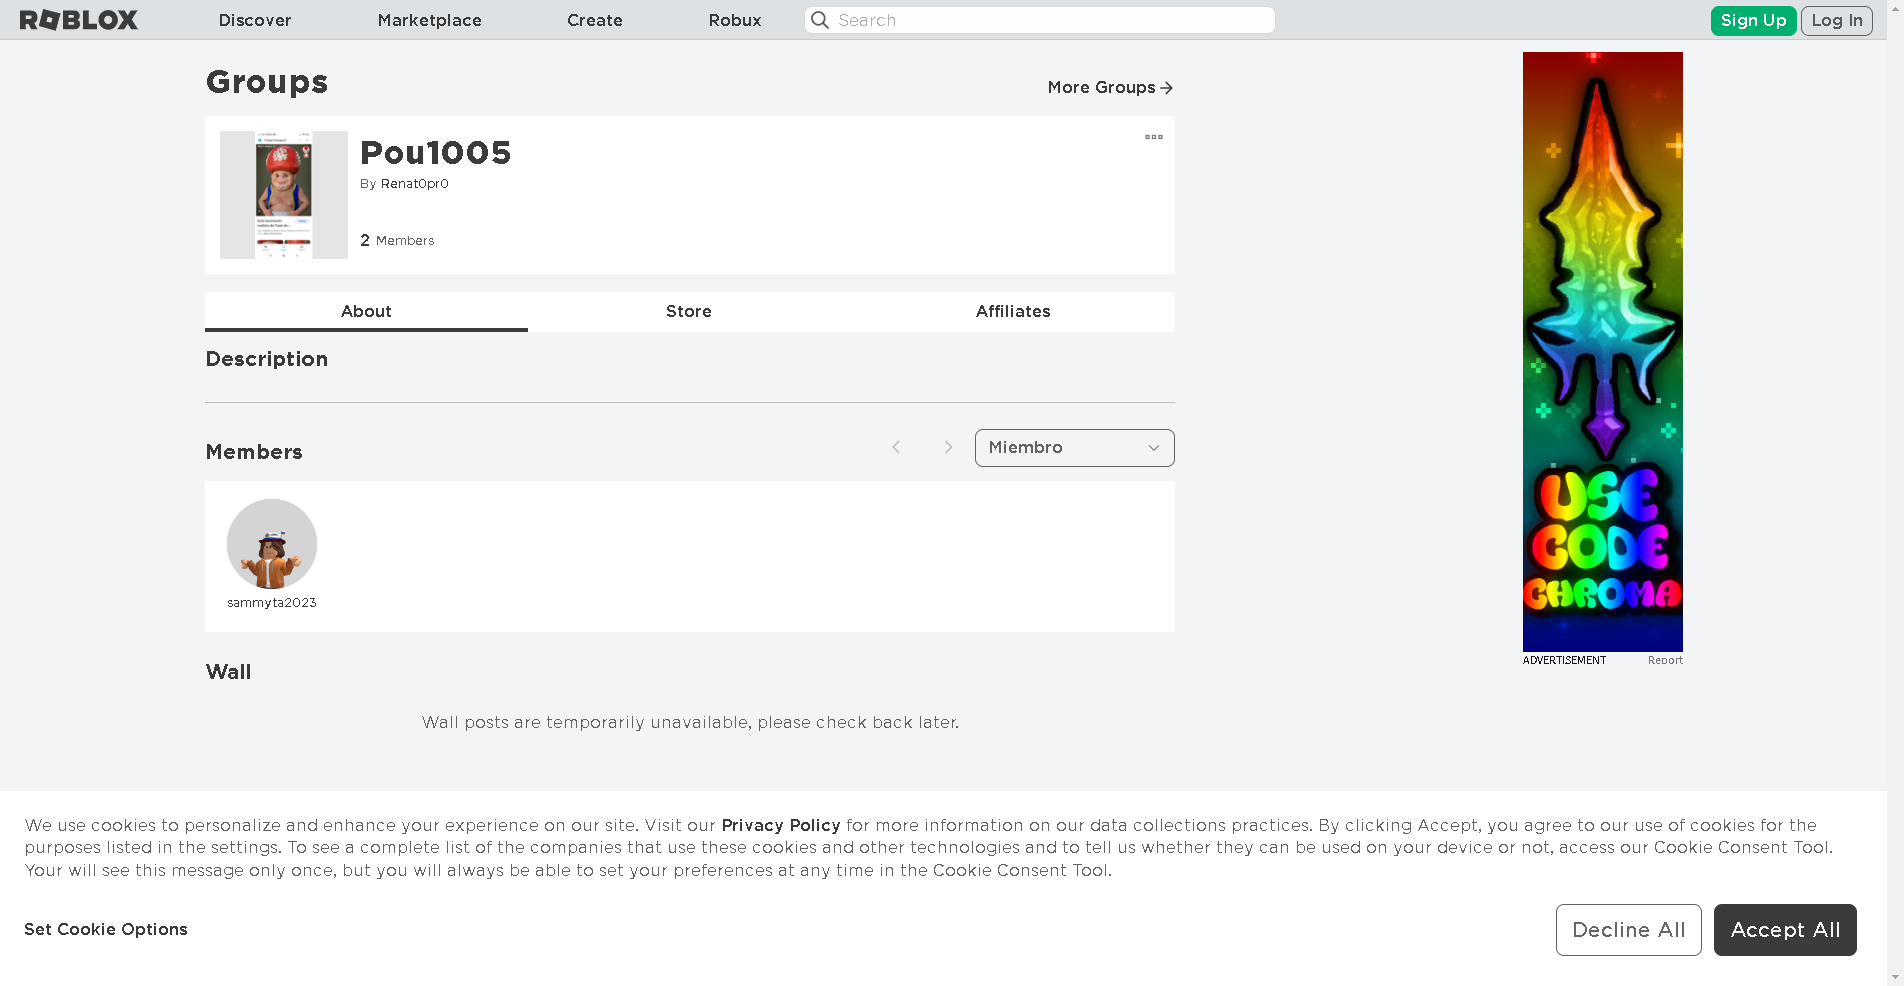 ROBLOX Discover Marketplace Create Robux Search Sign Up Log In
Groups
More Groups
Pou1005
By Renat0pr0
2 Members
About Store Affiliates
Description
Members
Miembro
sammyta2023
Wall
Wall posts are temporarily unavailable, please check back later.
USE
CODE
CHROMA
ADVERTISEMENT Report
We use cookies to personalize and enhance your experience on our site. Visit our Privacy Policy for more information on our data collections practices. By clicking Accept, you agree to our use of cookies for the
purposes listed in the settings. To see a complete list of the companies that use these cookies and other technologies and to tell us whether they can be used on your device or not, access our Cookie Consent Tool.
Your will see this message only once, but you will always be able to set your preferences at any time in the Cookie Consent Tool.
Set Cookie Options
Decline All
Accept All